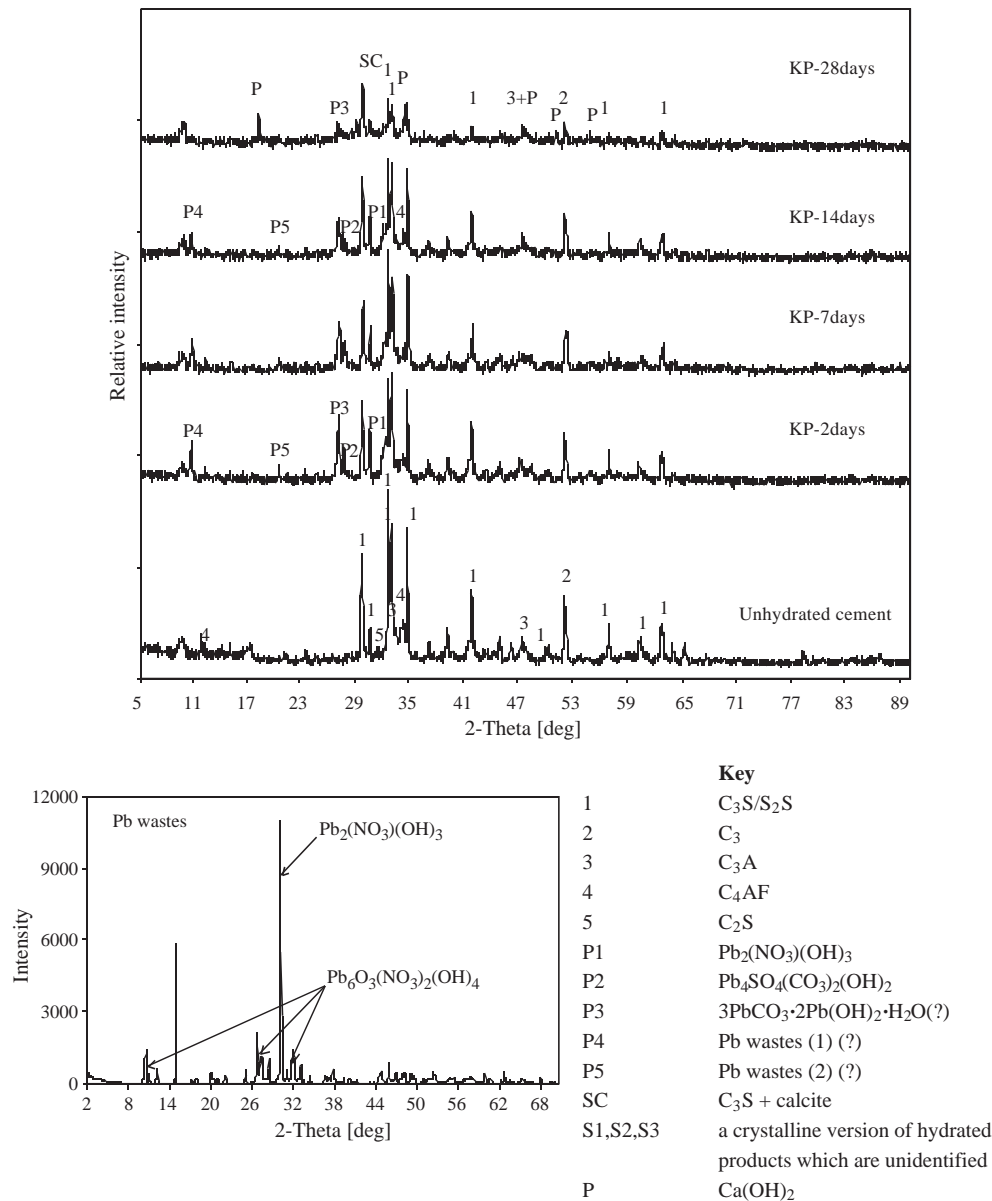 SC
1
P
P
1
KP-28days
P3
1
3+P
2
P
P
1
1
P4
P5
P2
P1
4
KP-14days
KP-7days
P3
P4
P5
P2
P1
KP-2days
1
1
1
1
1
5
3
4
4
1
2
3
1
1
1
1
Unhydrated cement
Relative intensity
5 11 17 23 29 35 41 47 53 59 65 71 77 83 89
2-Theta [deg]
12000
9000
6000
3000
0
Intensity
Pb wastes
Pb₂(NO₃)(OH)₃
Pb₆O₃(NO₃)₂(OH)₄
2 8 14 20 26 32 38 44 50 56 62 68
2-Theta [deg]
Key
1 C₃S/S₂S
2 C₃
3 C₃A
4 C₄AF
5 C₂S
P1 Pb₂(NO₃)(OH)₃
P2 Pb₄SO₄(CO₃)₂(OH)₂
P3 3PbCO₃·2Pb(OH)₂·H₂O(?)
P4 Pb wastes (1) (?)
P5 Pb wastes (2) (?)
SC C₃S + calcite
S1,S2,S3 a crystalline version of hydrated
products which are unidentified
P Ca(OH)₂